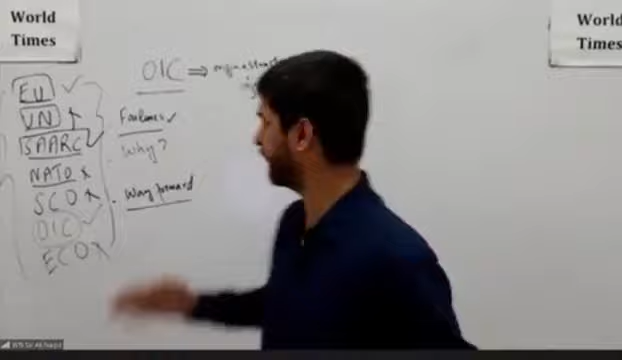 World
Times
World
Times
EU ✓
UN
SAARC
NATO x
SCO x
OIC ✓
ECO x
OIC ⇒
Failures ✓
Why?
Way forward